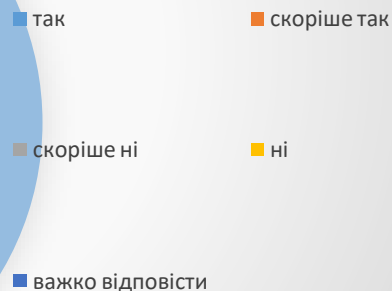 так скоріше так
скоріше ні ні
важко відповісти